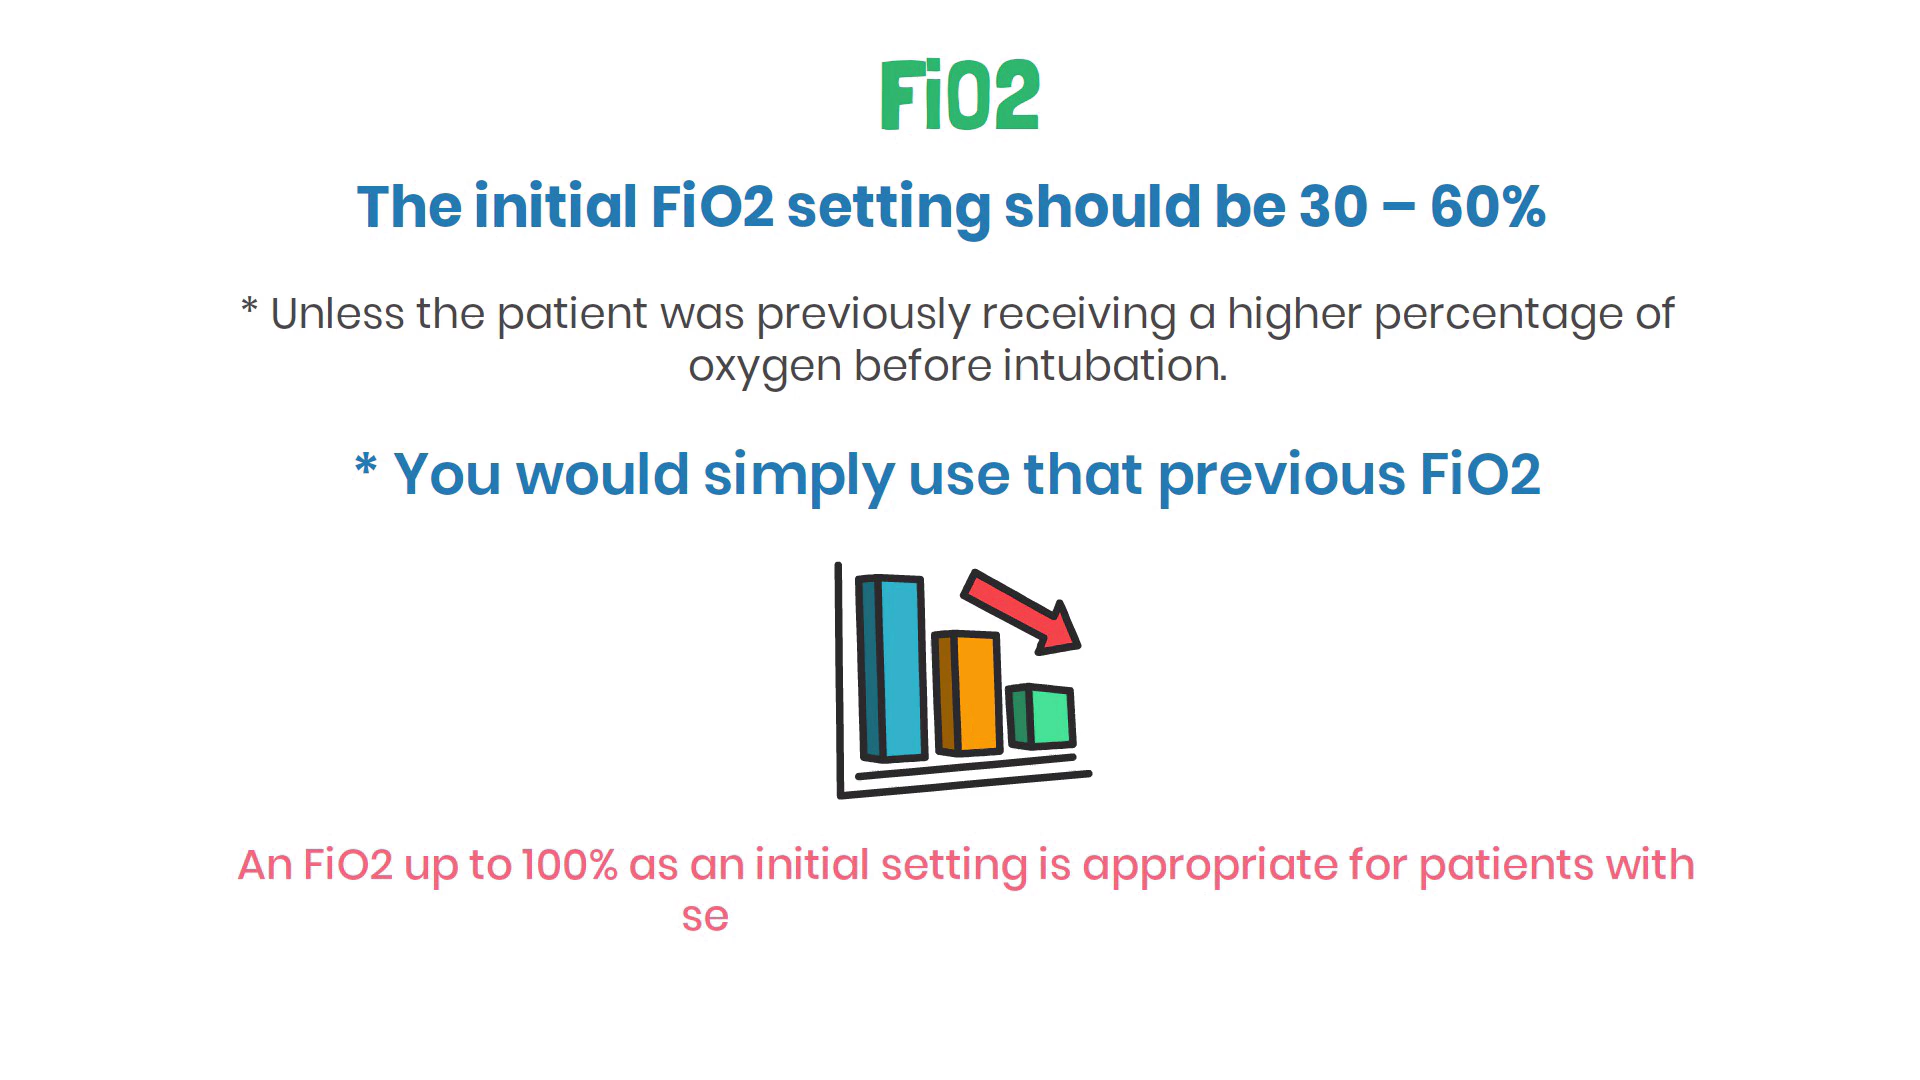 FiO2
The initial FiO2 setting should be 30 – 60%
* Unless the patient was previously receiving a higher percentage of
oxygen before intubation.
* You would simply use that previous FiO2
An FiO2 up to 100% as an initial setting is appropriate for patients with
se